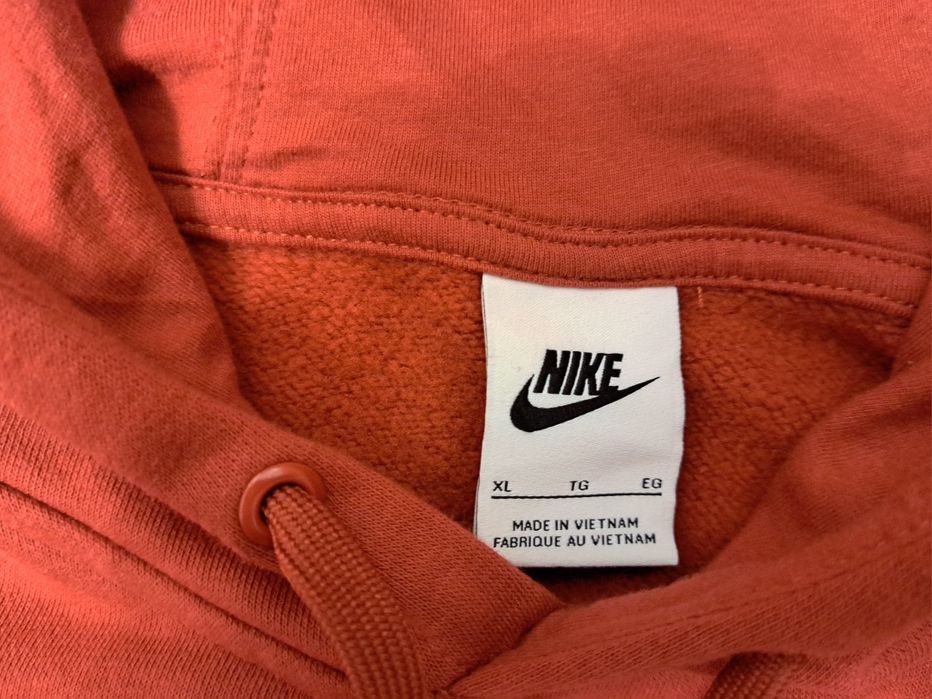 NIKE
XL TG EG
MADE IN VIETNAM
FABRIQUE AU VIETNAM